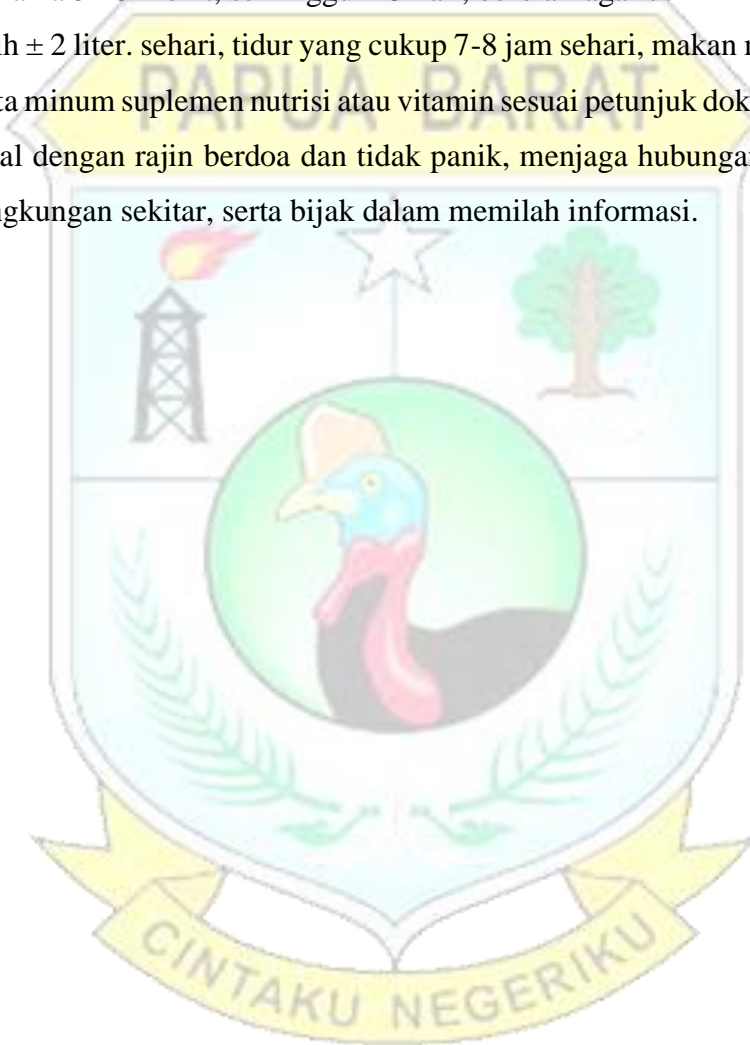 PAPUA BARAT
ih ± 2 liter. sehari, tidur yang cukup 7-8 jam sehari, makan
ta minum suplemen nutrisi atau vitamin sesuai petunjuk dok
al dengan rajin berdoa dan tidak panik, menjaga hubungan
ngkungan sekitar, serta bijak dalam memilah informasi.
CINTAKU NEGERIKU